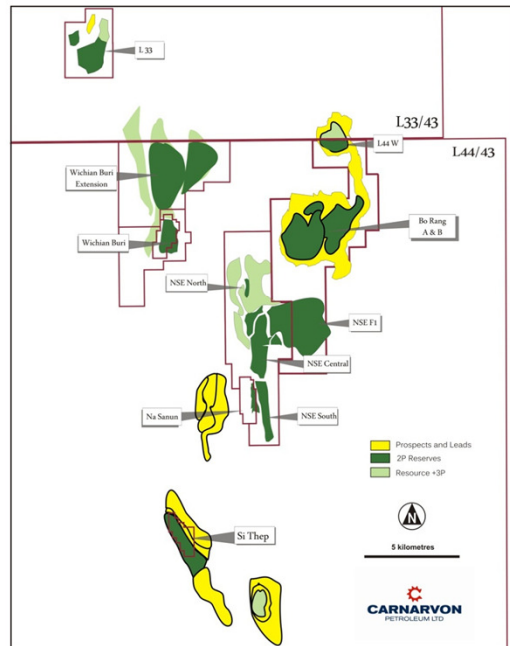 L 33
L33/43
L44 W
L44/43
Wichian Buri
Extension
Bo Rang
A & B
Wichian Buri
NSE North
NSE F1
NSE Central
Na Sanun
NSE South
Prospects and Leads
2P Reserves
Resource +3P
Si Thep
N
5 kilometres
CARNARVON
PETROLEUM LTD